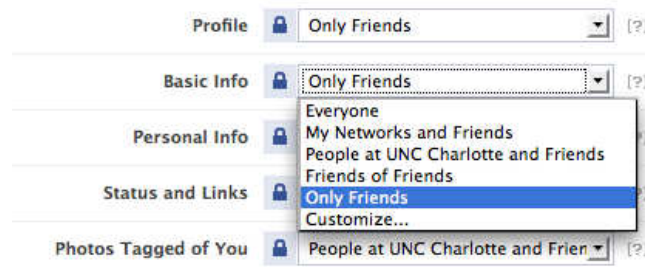 Profile Only Friends [?]
Basic Info Only Friends [?]
Everyone
My Networks and Friends
Personal Info
People at UNC Charlotte and Friends
Friends of Friends
Status and Links
Only Friends
Customize...
Photos Tagged of You People at UNC Charlotte and Frien [?]